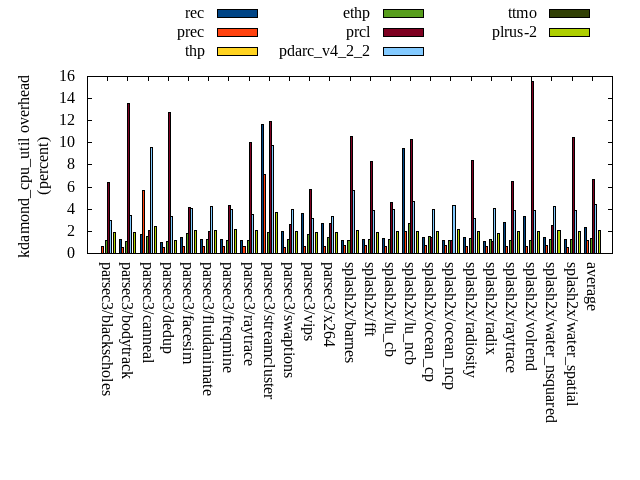 rec
prec
thp
ethp
prcl
pdarc_v4_2_2
ttmo
plrus-2
kdamond_cpu_util overhead
(percent)
16
14
12
10
8
6
4
2
0
parsec3/blackscholes
parsec3/bodytrack
parsec3/canneal
parsec3/dedup
parsec3/facesim
parsec3/fluidanimate
parsec3/freqmine
parsec3/raytrace
parsec3/streamcluster
parsec3/swaptions
parsec3/vips
parsec3/x264
splash2x/barnes
splash2x/fft
splash2x/lu_cb
splash2x/lu_ncb
splash2x/ocean_cp
splash2x/ocean_ncp
splash2x/radiosity
splash2x/radix
splash2x/raytrace
splash2x/volrend
splash2x/water_nsquared
splash2x/water_spatial
average